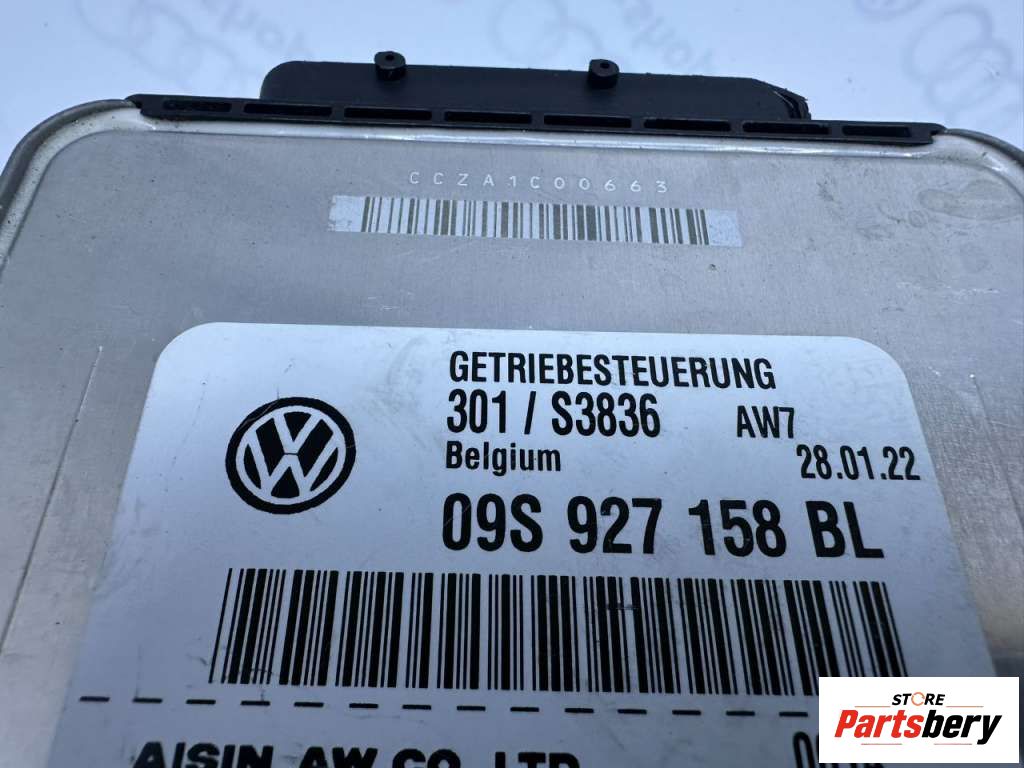 CCZA1C00663
GETRIEBESTEUERUNG
301 / S3836 AW7
Belgium 28.01.22
09S 927 158 BL
AISIN AW CO., LTD
STORE
Partsbery